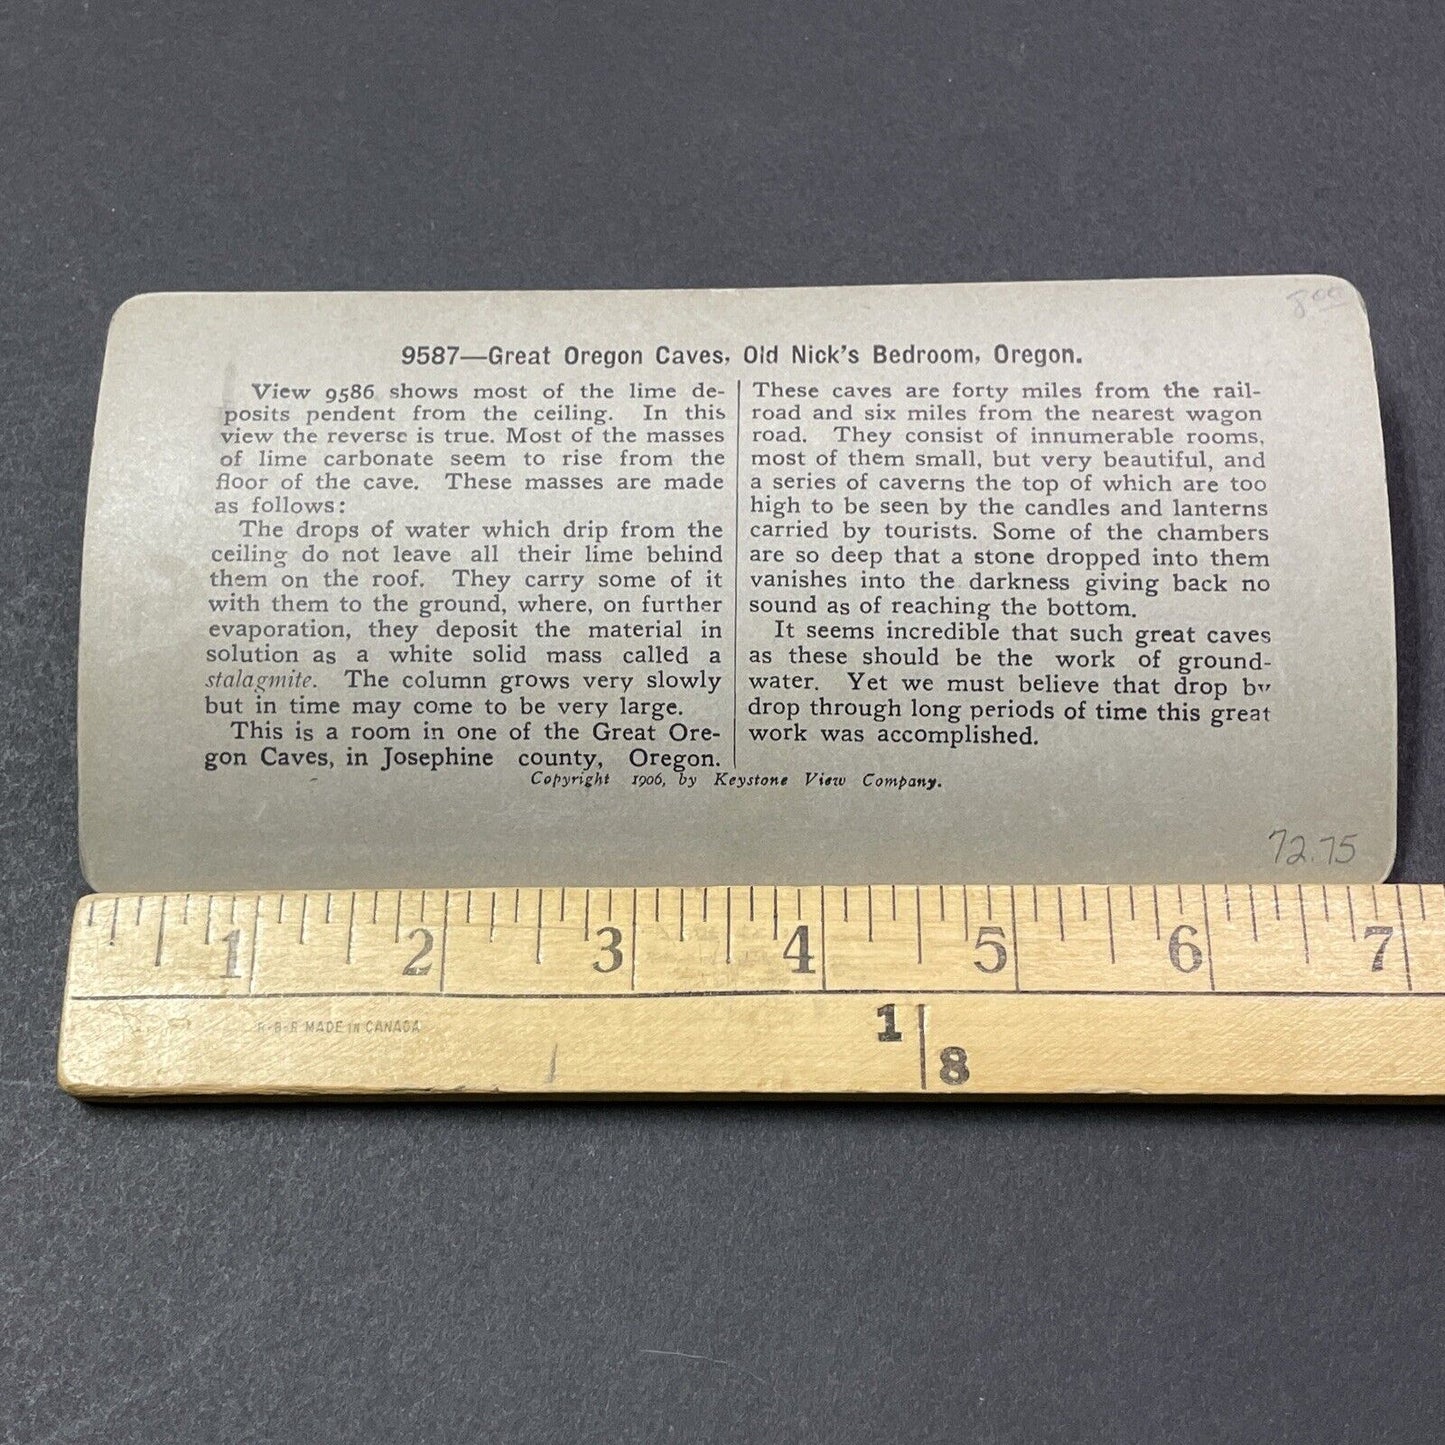 8 00
9587—Great Oregon Caves, Old Nick's Bedroom, Oregon.
View 9586 shows most of the lime de-
posits pendent from the ceiling. In this
view the reverse is true. Most of the masses
of lime carbonate seem to rise from the
floor of the cave. These masses are made
as follows:
The drops of water which drip from the
ceiling do not leave all their lime behind
them on the roof. They carry some of it
with them to the ground, where, on further
evaporation, they deposit the material in
solution as a white solid mass called a
stalagmite. The column grows very slowly
but in time may come to be very large.
This is a room in one of the Great Ore-
gon Caves, in Josephine county, Oregon.
These caves are forty miles from the rail-
road and six miles from the nearest wagon
road. They consist of innumerable rooms,
most of them small, but very beautiful, and
a series of caverns the top of which are too
high to be seen by the candles and lanterns
carried by tourists. Some of the chambers
are so deep that a stone dropped into them
vanishes into the darkness giving back no
sound as of reaching the bottom.
It seems incredible that such great caves
as these should be the work of ground-
water. Yet we must believe that drop by
drop through long periods of time this great
work was accomplished.
Copyright 1906, by Keystone View Company.
72.75
1 2 3 4 5 6 7
R-B-R MADE IN CANADA
1 8